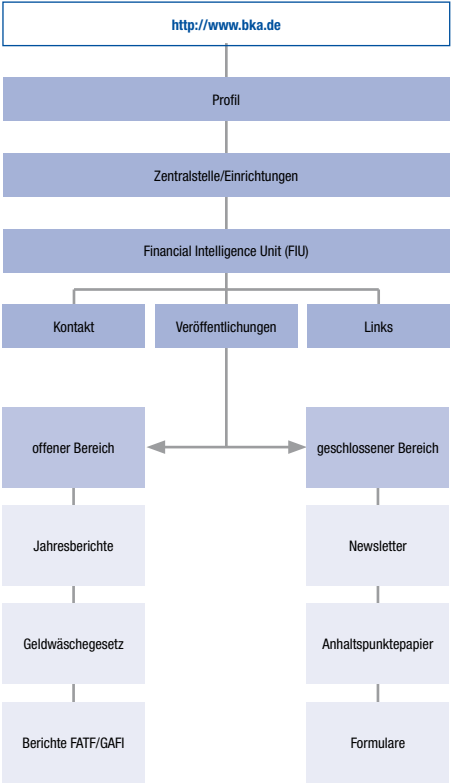 http://www.bka.de
Profil
Zentralstelle/Einrichtungen
Financial Intelligence Unit (FIU)
Kontakt
Veröffentlichungen
Links
offener Bereich
geschlossener Bereich
Jahresberichte
Newsletter
Geldwäschegesetz
Anhaltspunktepapier
Berichte FATF/GAFI
Formulare